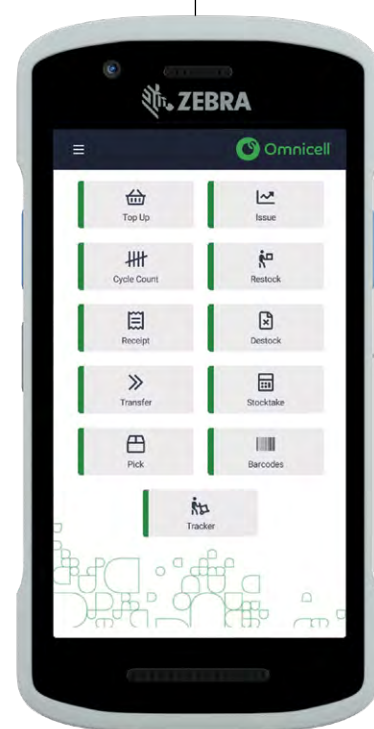 ZEBRA
Omnicell
Top Up
Issue
Cycle Count
Restock
Receipt
Destock
Transfer
Stocktake
Pick
Barcodes
Tracker